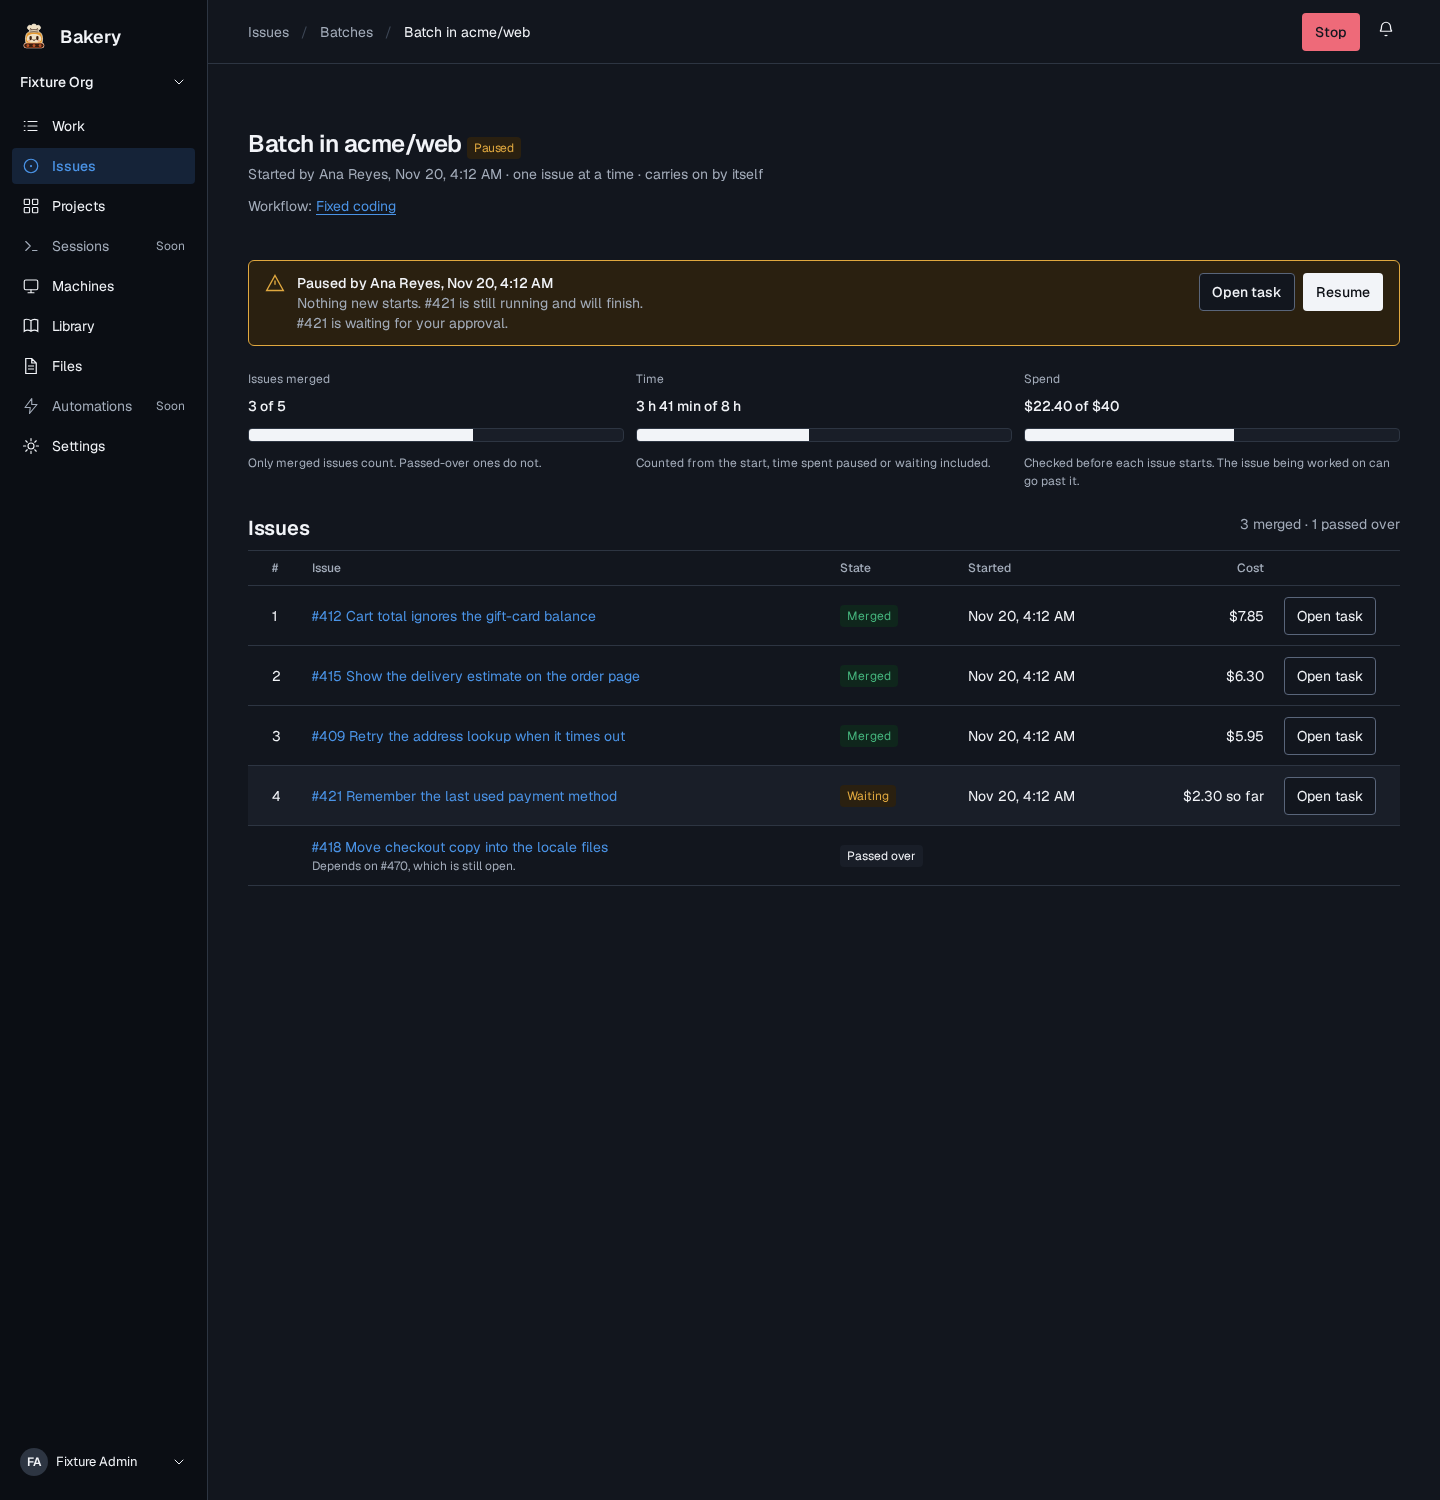 Bakery
Fixture Org
Work
Issues
Projects
Sessions Soon
Machines
Library
Files
Automations Soon
Settings
FA Fixture Admin
Issues / Batches / Batch in acme/web
Stop
Batch in acme/web Paused
Started by Ana Reyes, Nov 20, 4:12 AM · one issue at a time · carries on by itself
Workflow: Fixed coding
Paused by Ana Reyes, Nov 20, 4:12 AM
Nothing new starts. #421 is still running and will finish.
#421 is waiting for your approval.
Open task Resume
Issues merged
3 of 5
Only merged issues count. Passed-over ones do not.
Time
3 h 41 min of 8 h
Counted from the start, time spent paused or waiting included.
Spend
$22.40 of $40
Checked before each issue starts. The issue being worked on can
go past it.
Issues 3 merged · 1 passed over
# Issue State Started Cost
1 #412 Cart total ignores the gift-card balance Merged Nov 20, 4:12 AM $7.85 Open task
2 #415 Show the delivery estimate on the order page Merged Nov 20, 4:12 AM $6.30 Open task
3 #409 Retry the address lookup when it times out Merged Nov 20, 4:12 AM $5.95 Open task
4 #421 Remember the last used payment method Waiting Nov 20, 4:12 AM $2.30 so far Open task
#418 Move checkout copy into the locale files Passed over
Depends on #470, which is still open.